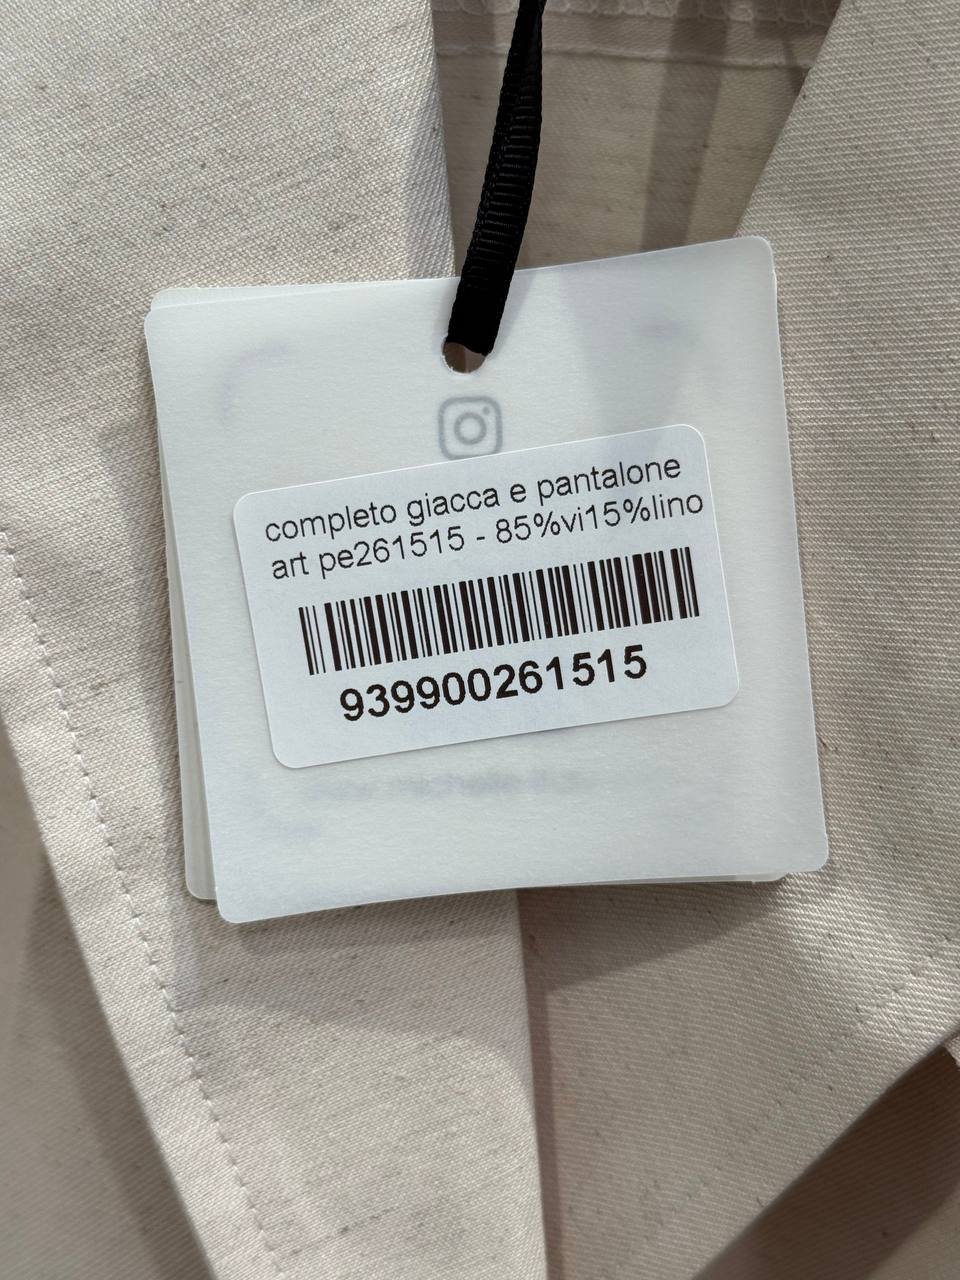 completo giacca e pantalone
art pe261515 - 85%vi15%lino
939900261515